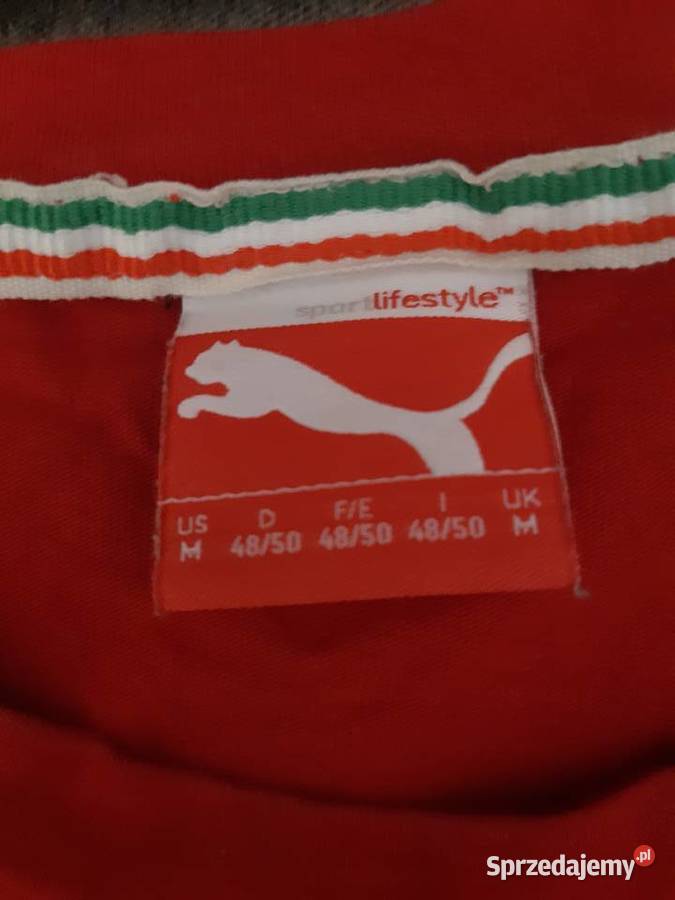 sportlifestyle™
US D F/E I UK
M 48/50 48/50 48/50 M
Sprzedajemy.pl